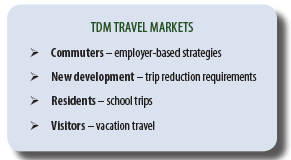 TDM TRAVEL MARKETS
➢ Commuters – employer-based strategies
➢ New development – trip reduction requirements
➢ Residents – school trips
➢ Visitors – vacation travel